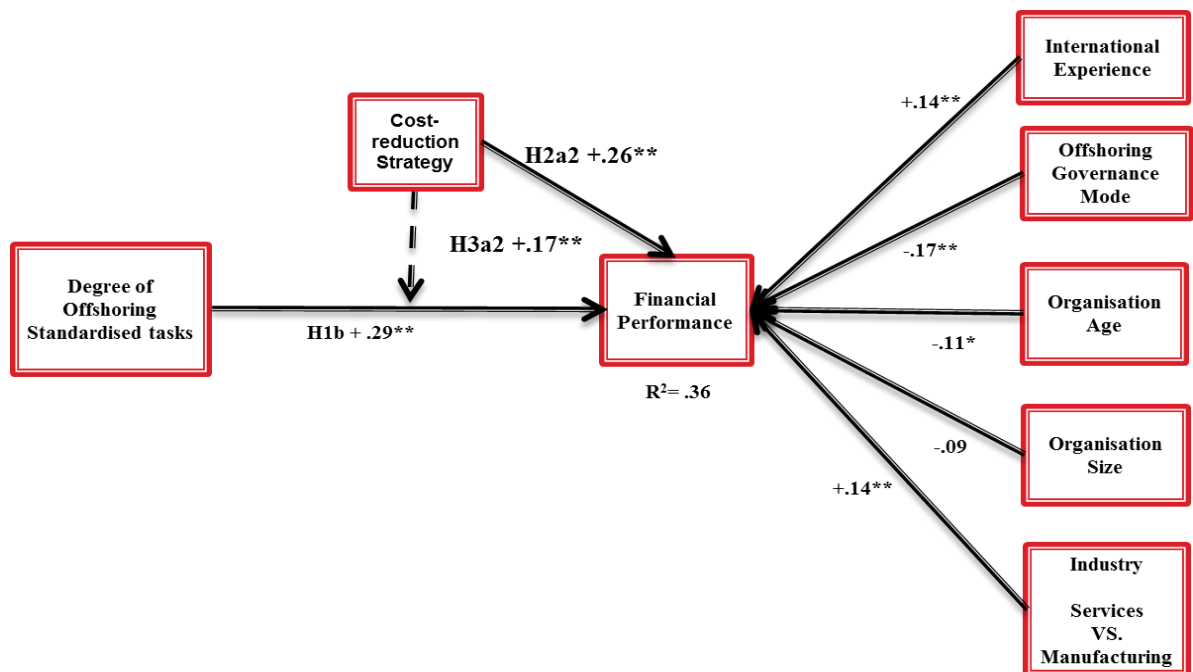 International
Experience
+.14**
Cost-
reduction
Strategy
H2a2 +.26**
Offshoring
Governance
Mode
-.17**
H3a2 +.17**
Degree of
Offshoring
Standardised tasks
H1b + .29**
Financial
Performance
R²= .36
Organisation
Age
-.11*
Organisation
Size
-.09
+.14**
Industry
Services
VS.
Manufacturing